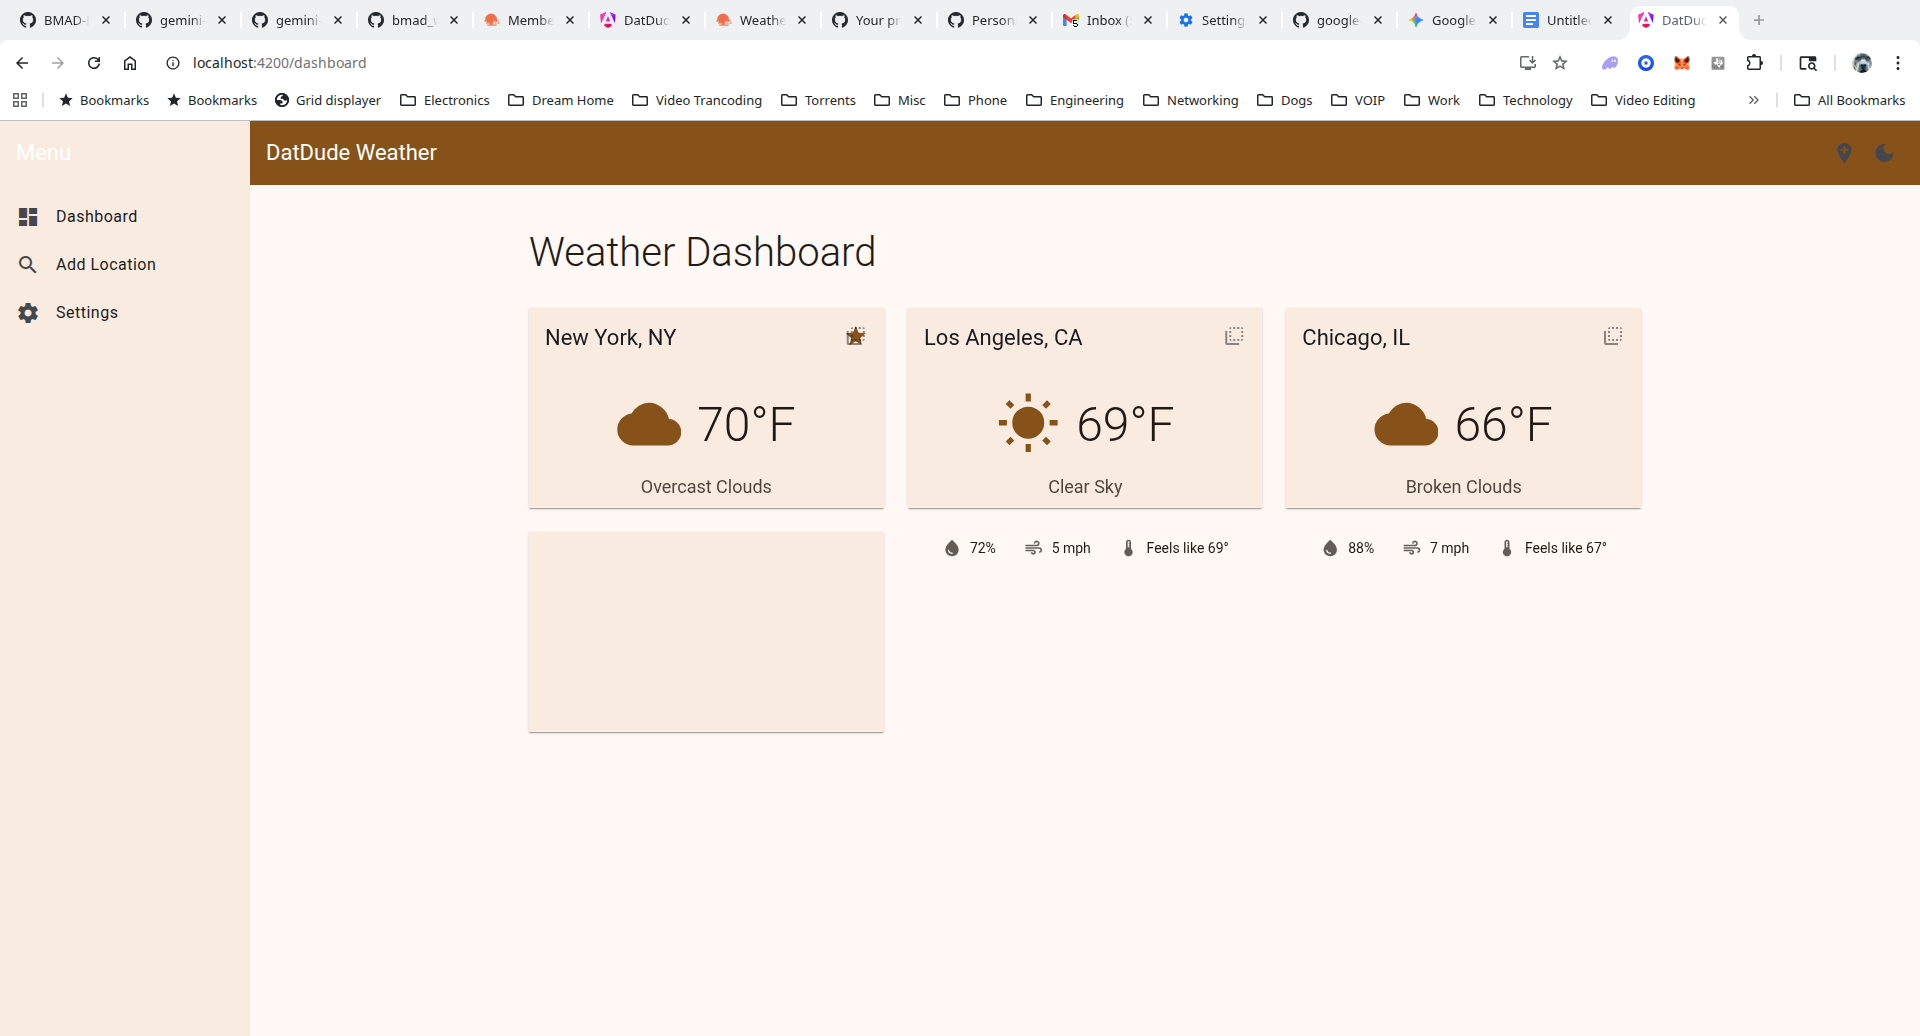 BMAD-
gemini-
gemini-
bmad_
Membe
DatDud
Weathe
Your pr
Person
Inbox (
Setting
google
Google
Untitle
DatDud
localhost:4200/dashboard
Bookmarks
Bookmarks
Grid displayer
Electronics
Dream Home
Video Trancoding
Torrents
Misc
Phone
Engineering
Networking
Dogs
VOIP
Work
Technology
Video Editing
All Bookmarks
Menu
DatDude Weather
Dashboard
Add Location
Settings
Weather Dashboard
New York, NY
70°F
Overcast Clouds
Los Angeles, CA
69°F
Clear Sky
Chicago, IL
66°F
Broken Clouds
72% 5 mph Feels like 69°
88% 7 mph Feels like 67°